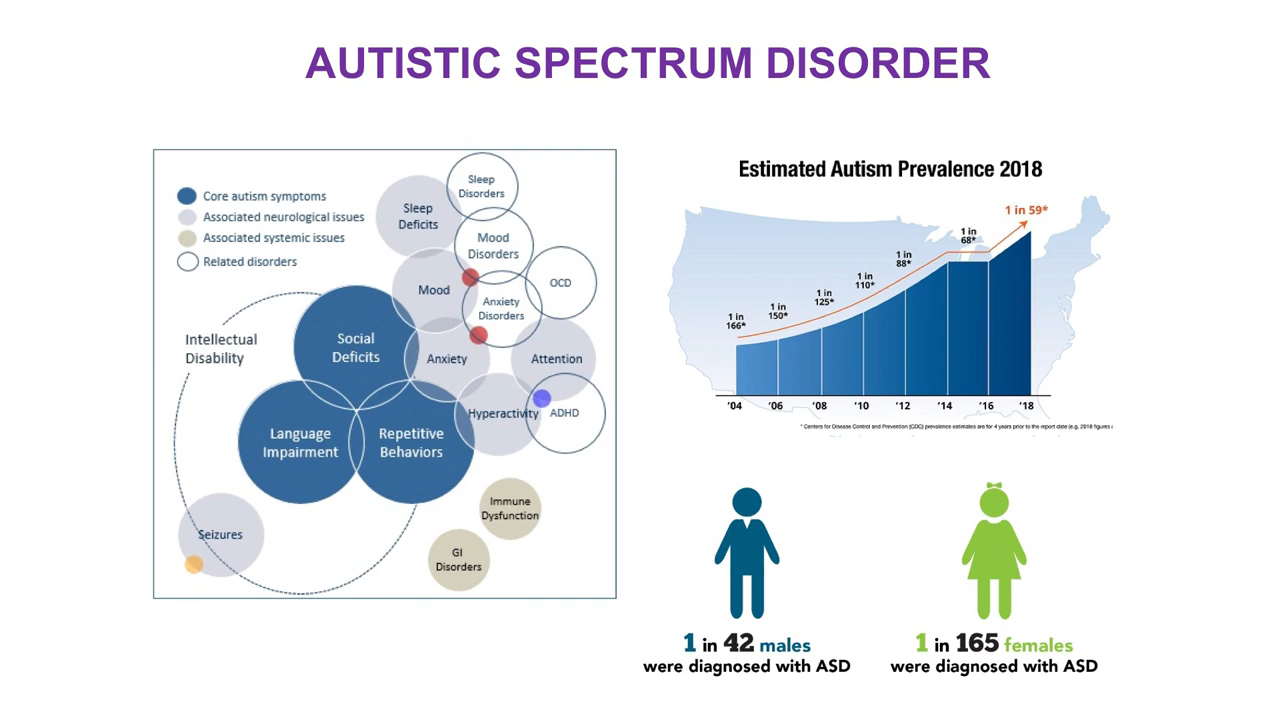 AUTISTIC SPECTRUM DISORDER
Core autism symptoms
Associated neurological issues
Associated systemic issues
Related disorders
Sleep
Disorders
Sleep
Deficits
Mood
Disorders
OCD
Mood
Anxiety
Disorders
Intellectual
Disability
Social
Deficits
Anxiety
Attention
Hyperactivity
ADHD
Language
Impairment
Repetitive
Behaviors
Immune
Dysfunction
Seizures
GI
Disorders
Estimated Autism Prevalence 2018
1 in
166*
1 in
150*
1 in
125*
1 in
110*
1 in
88*
1 in
68*
1 in 59*
'04
'06
'08
'10
'12
'14
'16
'18
* Centers for Disease Control and Prevention (CDC) prevalence estimates are for 4 years prior to the report date (e.g. 2018 figures
1 in 42 males
were diagnosed with ASD
1 in 165 females
were diagnosed with ASD